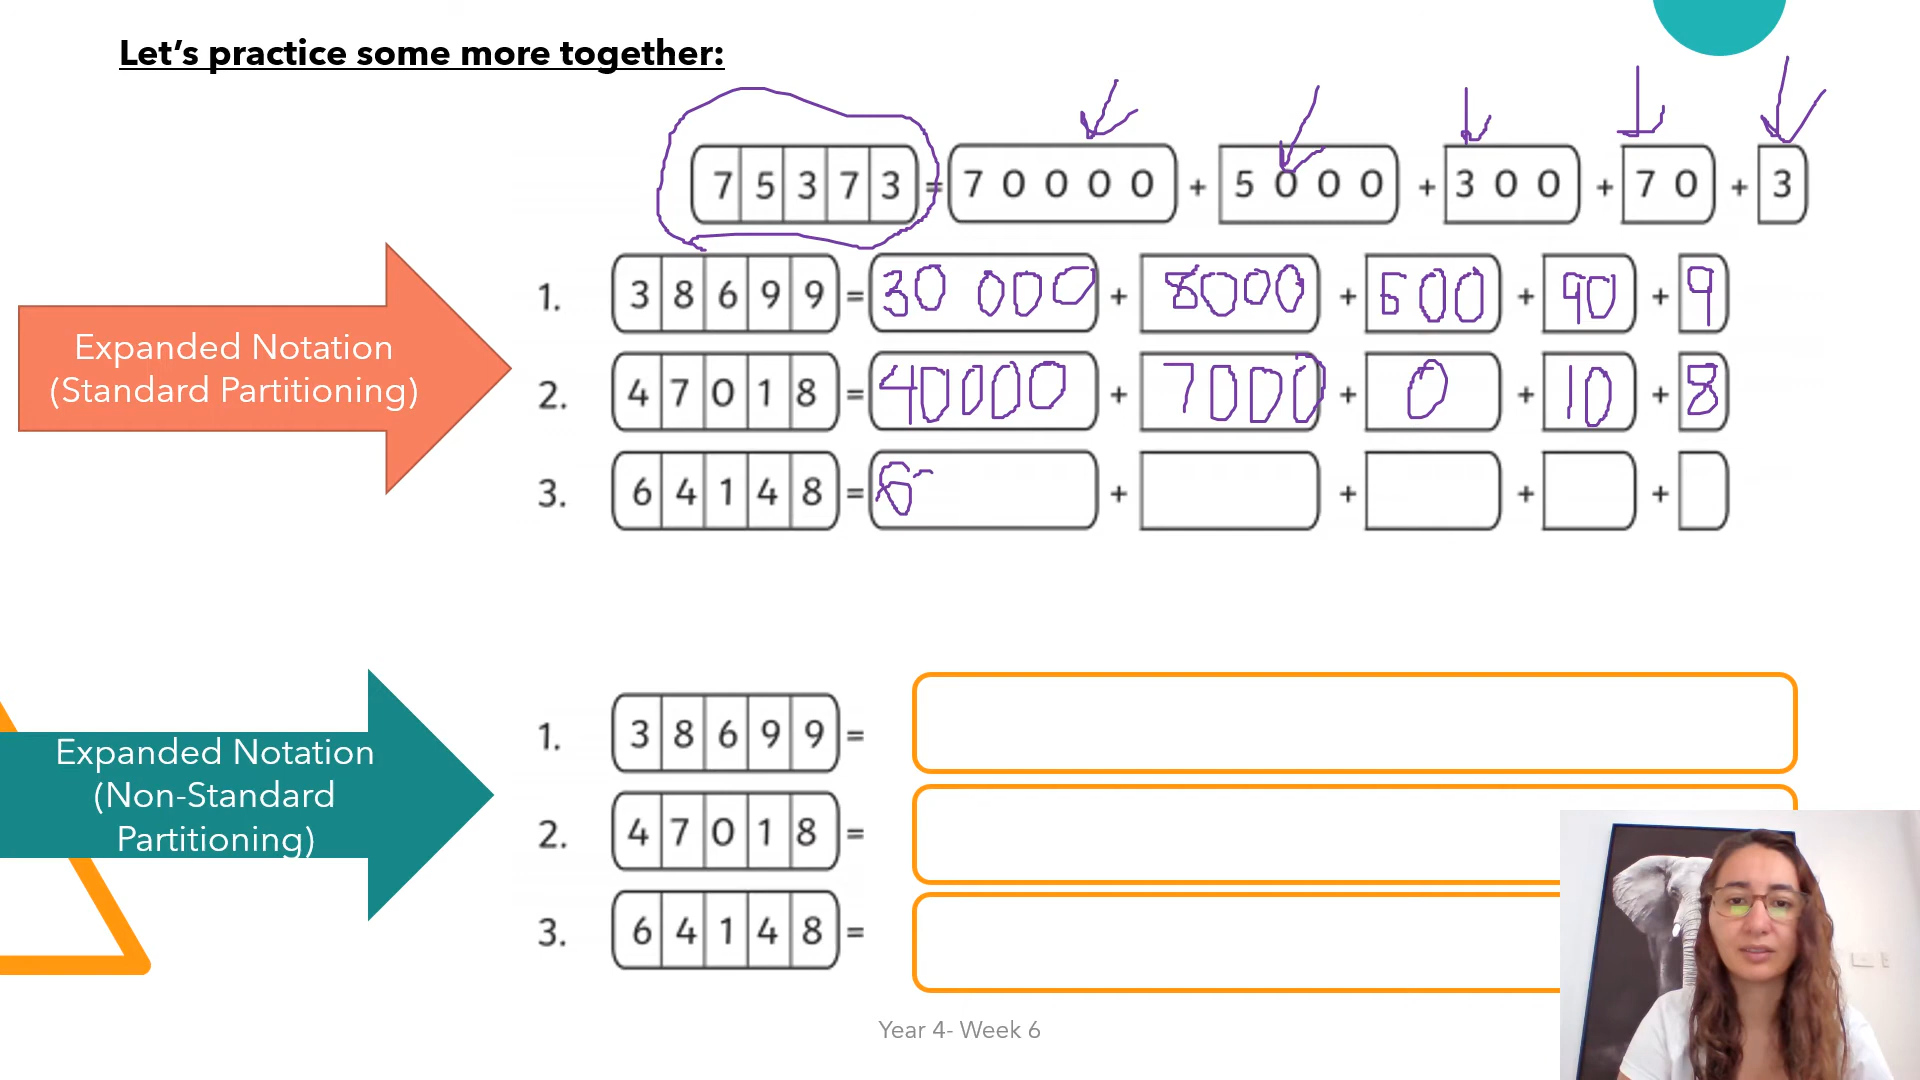 Let's practice some more together:
7 5 3 7 3 = 7 0 0 0 0 + 5 0 0 0 + 3 0 0 + 7 0 + 3
Expanded Notation
(Standard Partitioning)
1. 3 8 6 9 9 = 30 000 + 8000 + 600 + 90 + 9
2. 4 7 0 1 8 = 40000 + 7000 + 0 + 10 + 8
3. 6 4 1 4 8 = + + + +
Expanded Notation
(Non-Standard
Partitioning)
1. 3 8 6 9 9 =
2. 4 7 0 1 8 =
3. 6 4 1 4 8 =
Year 4- Week 6